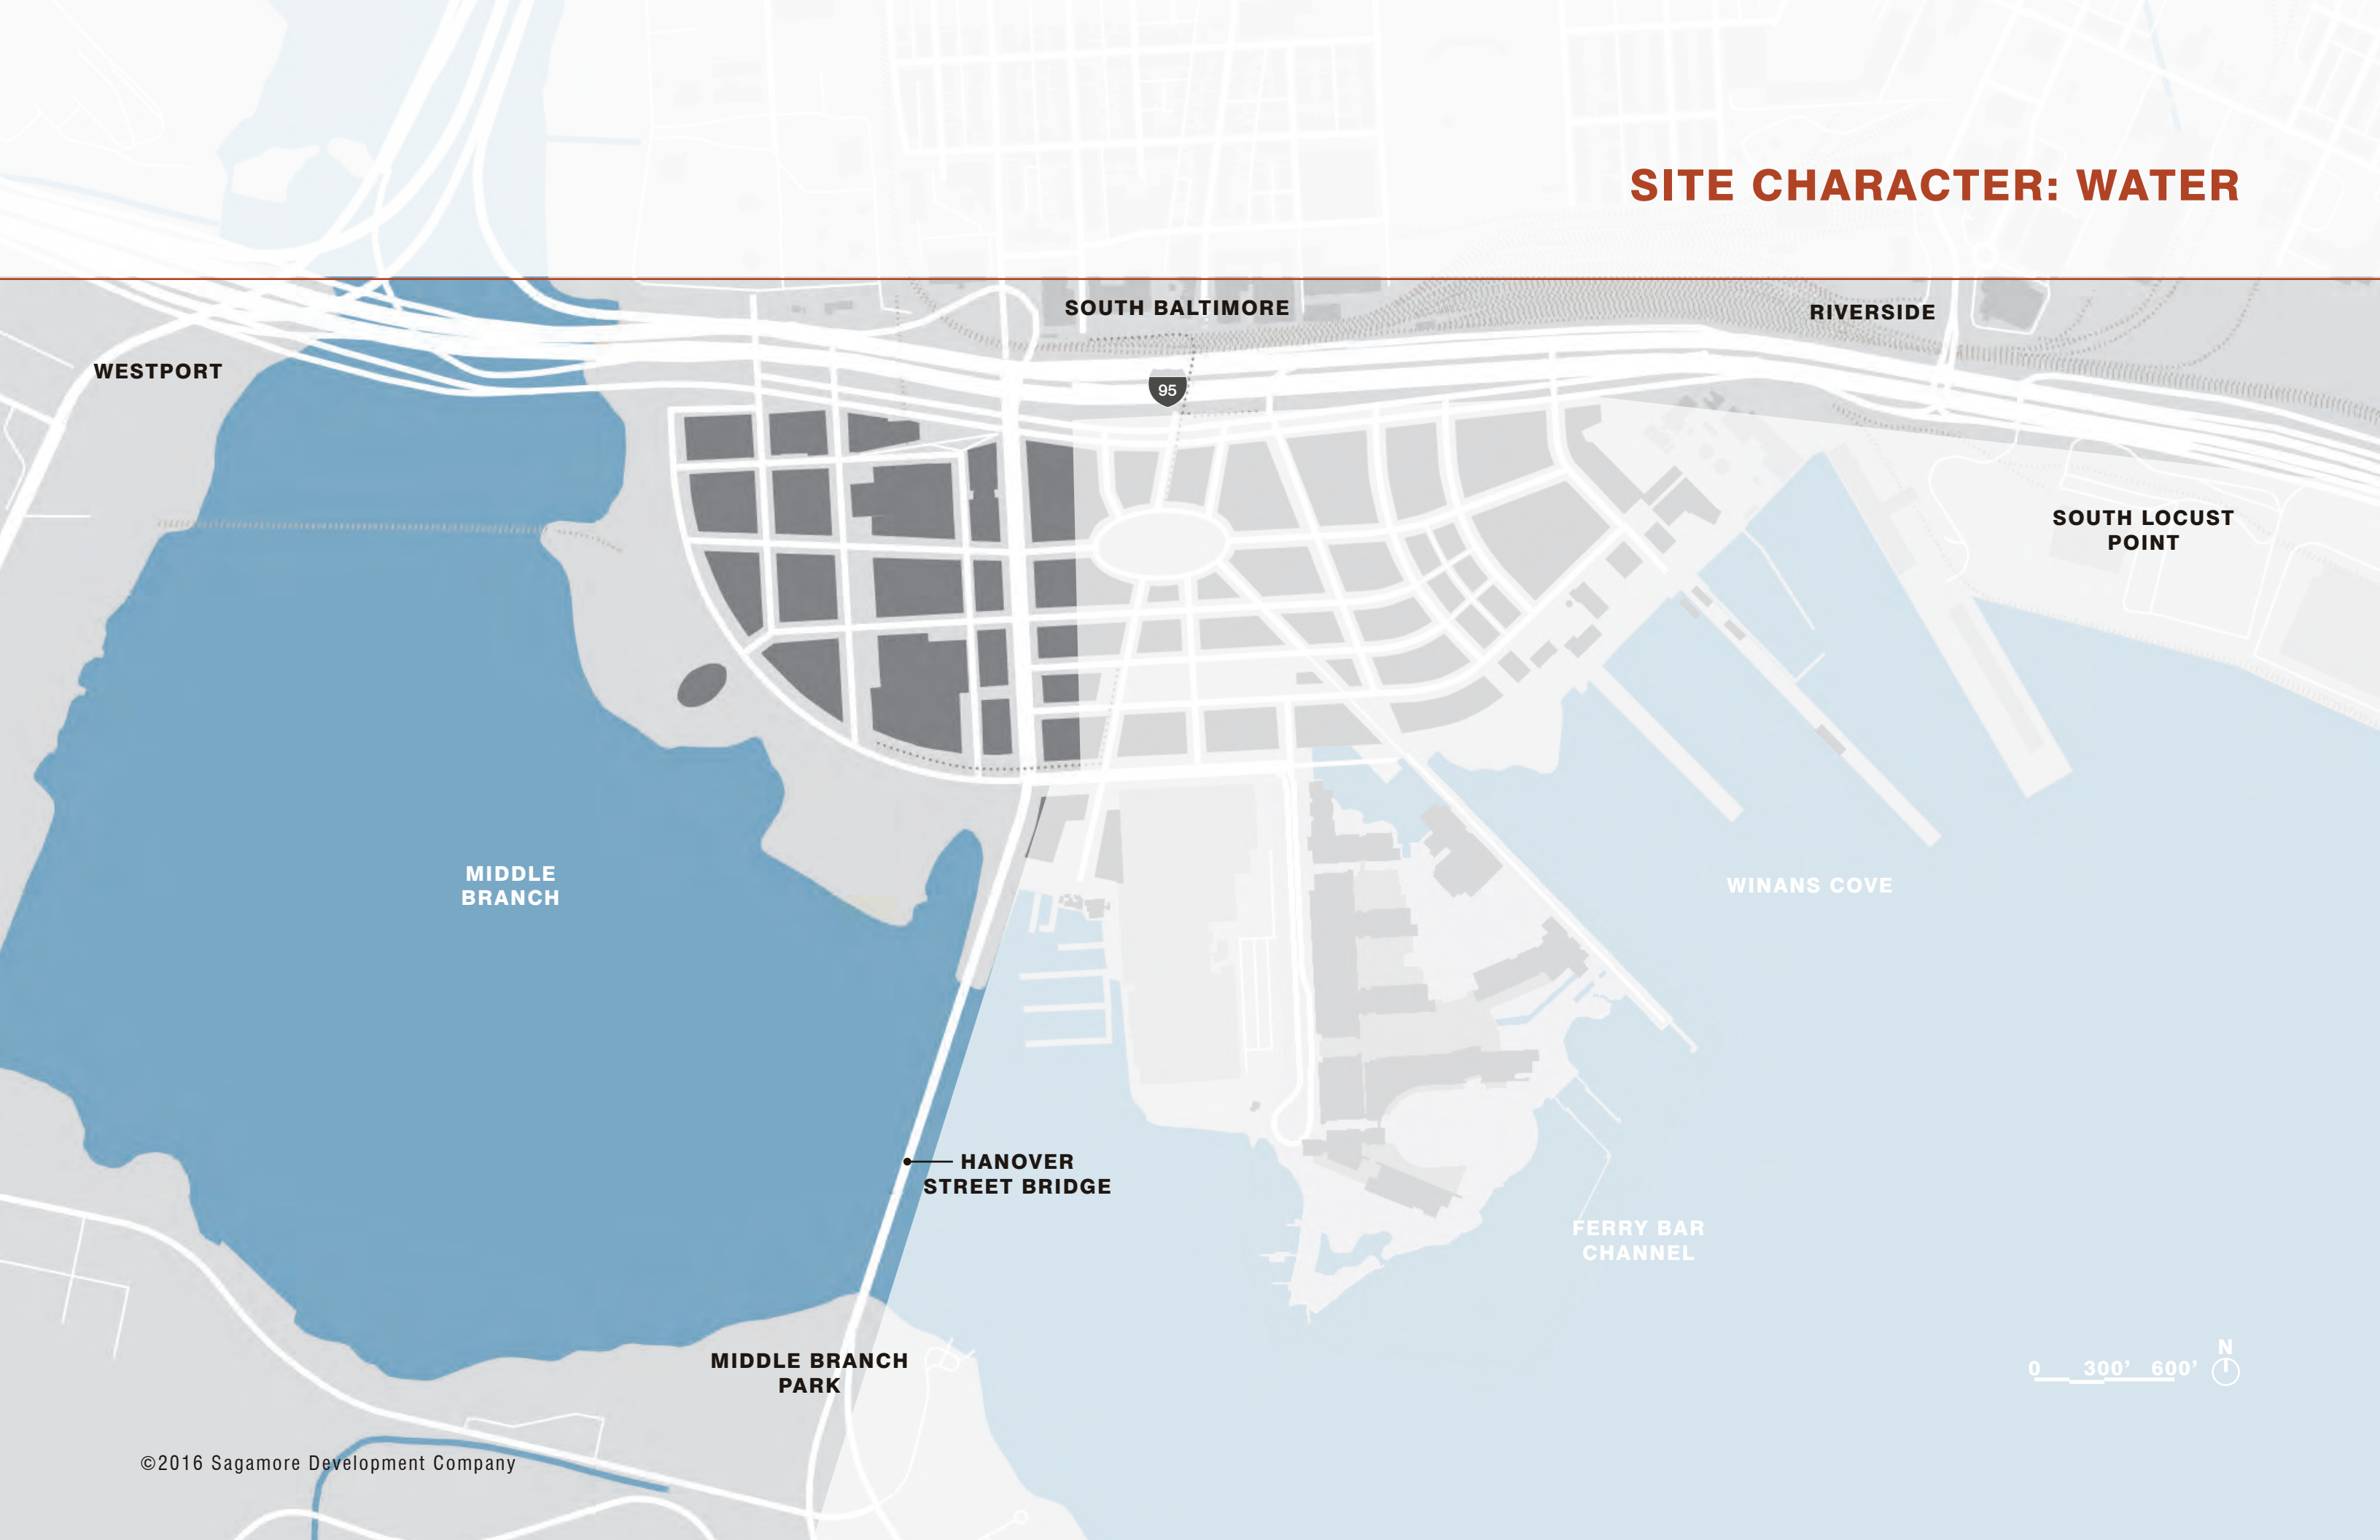 SITE CHARACTER: WATER
SOUTH BALTIMORE
RIVERSIDE
WESTPORT
95
SOUTH LOCUST
POINT
MIDDLE
BRANCH
WINANS COVE
HANOVER
STREET BRIDGE
FERRY BAR
CHANNEL
MIDDLE BRANCH
PARK
N
0 300’ 600’
©2016 Sagamore Development Company